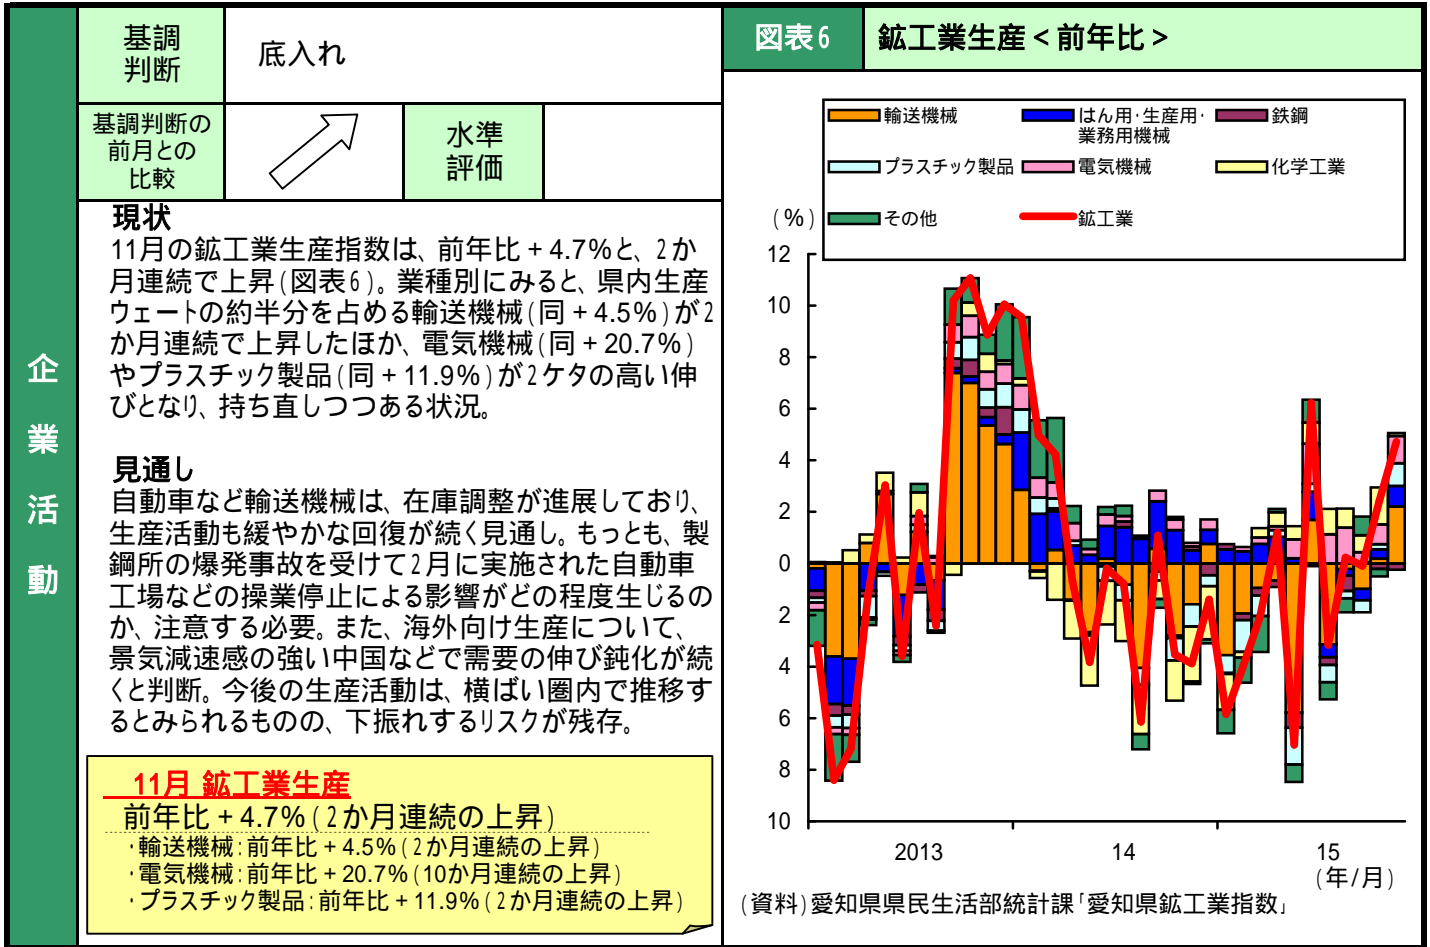 企業活動
基調
判断
底入れ
基調判断の
前月との
比較
水準
評価
現状
11月の鉱工業生産指数は、前年比+4.7%と、2か
月連続で上昇(図表6)。業種別にみると、県内生産
ウェートの約半分を占める輸送機械(同+4.5%)が2
か月連続で上昇したほか、電気機械(同+20.7%)
やプラスチック製品(同+11.9%)が2ケタの高い伸
びとなり、持ち直しつつある状況。
見通し
自動車など輸送機械は、在庫調整が進展しており、
生産活動も緩やかな回復が続く見通し。もっとも、製
鋼所の爆発事故を受けて2月に実施された自動車
工場などの操業停止による影響がどの程度生じるの
か、注意する必要。また、海外向け生産について、
景気減速感の強い中国などで需要の伸び鈍化が続
くと判断。今後の生産活動は、横ばい圏内で推移す
るとみられるものの、下振れするリスクが残存。
11月 鉱工業生産
前年比+4.7%(2か月連続の上昇)
・輸送機械:前年比+4.5%(2か月連続の上昇)
・電気機械:前年比+20.7%(10か月連続の上昇)
・プラスチック製品:前年比+11.9%(2か月連続の上昇)
図表6
鉱工業生産<前年比>
輸送機械
はん用・生産用・
業務用機械
鉄鋼
プラスチック製品
電気機械
化学工業
その他
鉱工業
(%)
12
10
8
6
4
2
0
2
4
6
8
10
2013
14
15
(年/月)
(資料)愛知県県民生活部統計課「愛知県鉱工業指数」